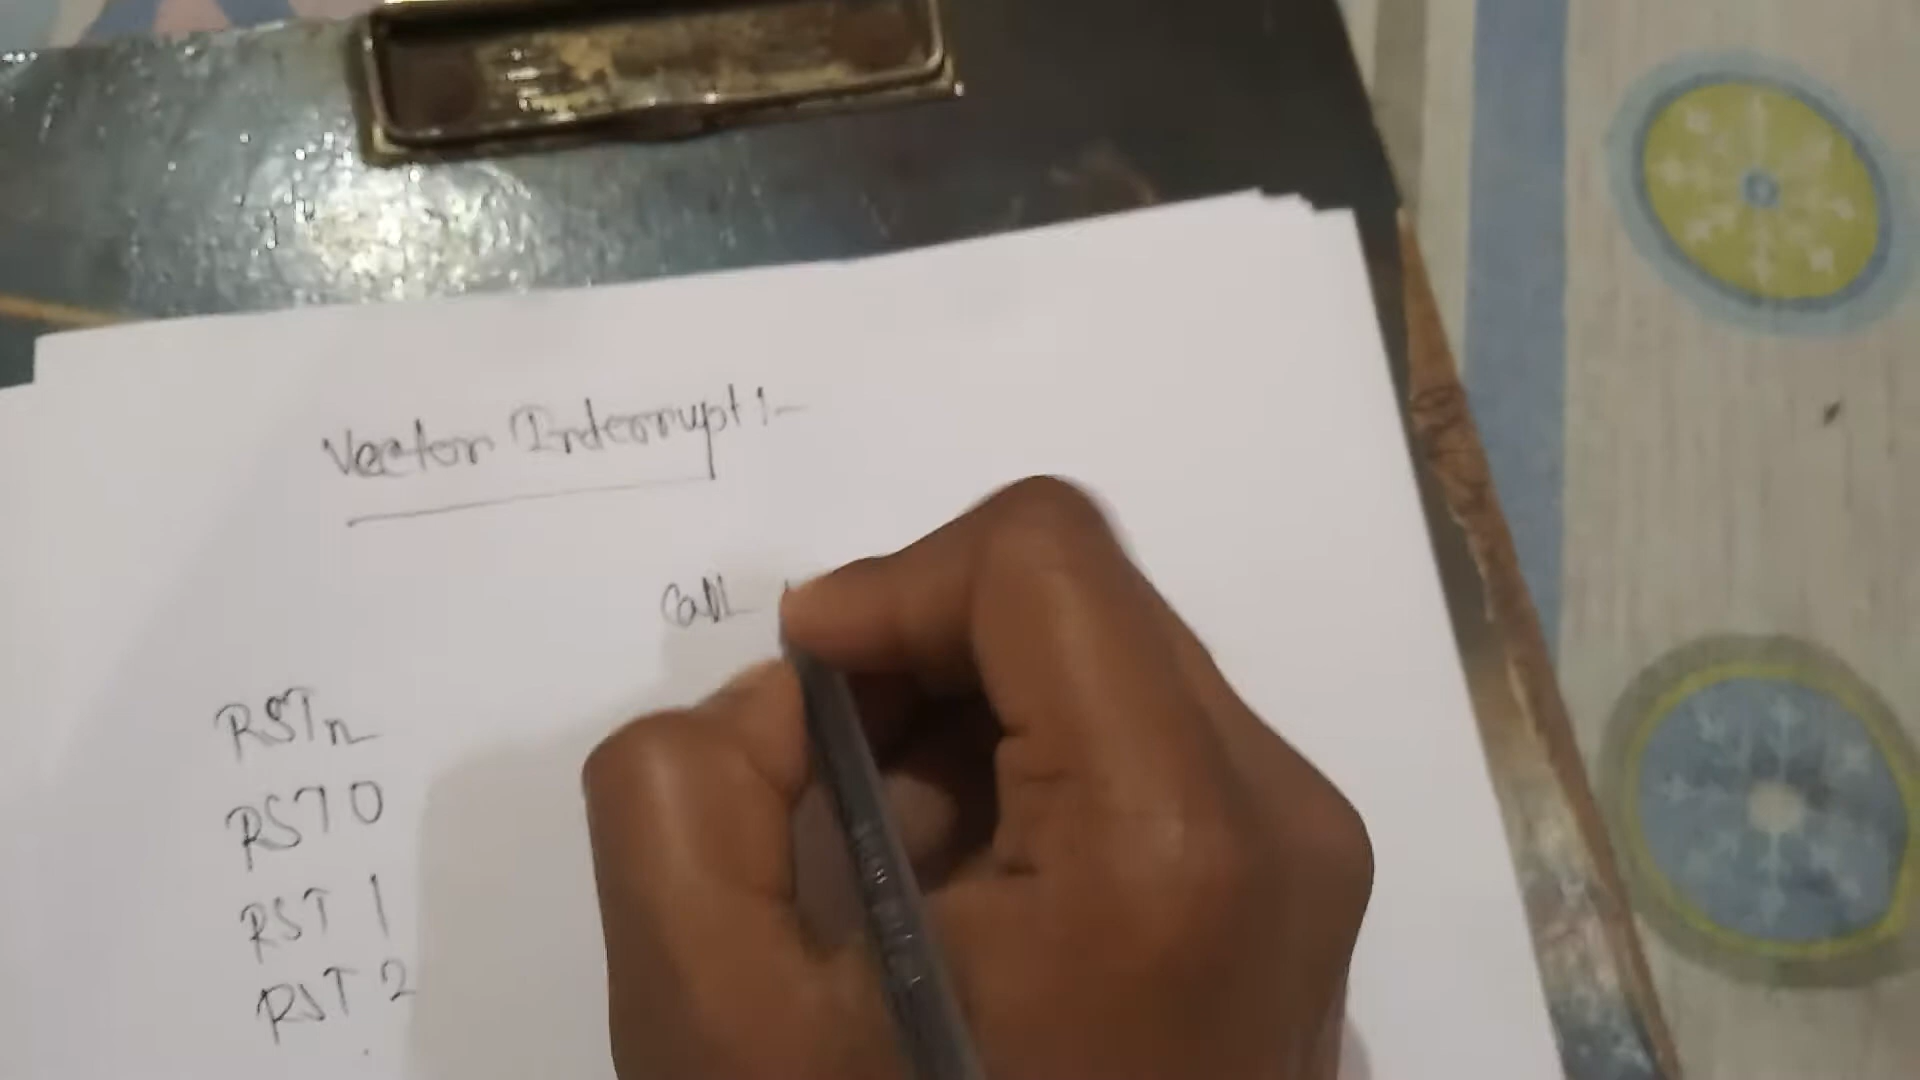 Vector Interrupt :-
Call
RSTn
RST 0
RST 1
RST 2